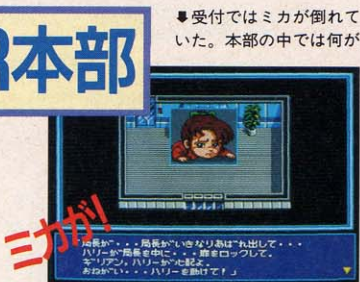 本部
⬇受付ではミカが倒れて
いた。本部の中では何が
ミカが!
局長が・・・局長がいきなりあばれ出して・・・
ハリーが局長を中に・・・扉をロックして。
ギリアン。ハリーが心配よ。
おねがい・・・ハリーを助けて!」